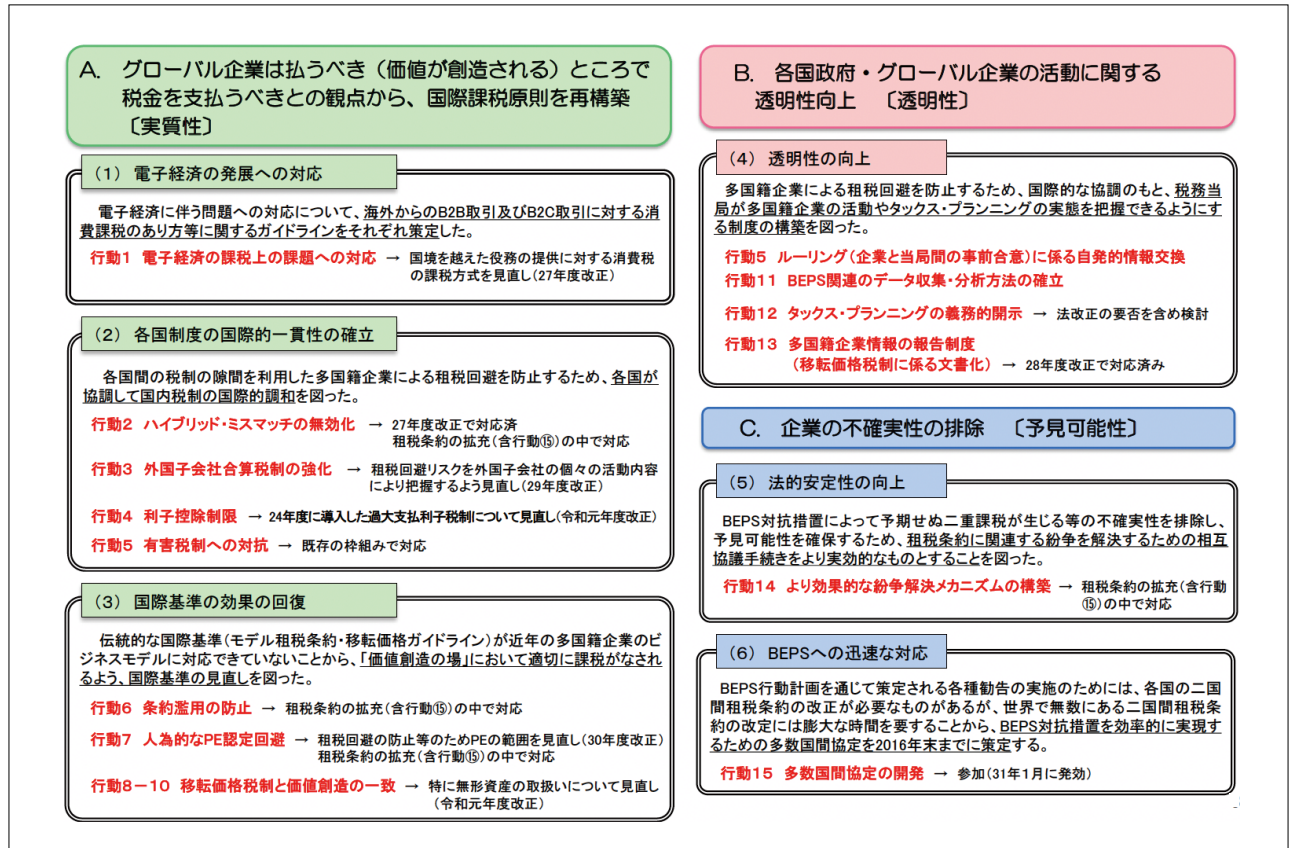 A. グローバル企業は払うべき（価値が創造される）ところで
税金を支払うべきとの観点から、国際課税原則を再構築
〔実質性〕
（1）電子経済の発展への対応
電子経済に伴う問題への対応について、海外からのB2B取引及びB2C取引に対する消
費課税のあり方等に関するガイドラインをそれぞれ策定した。
行動1 電子経済の課税上の課題への対応 → 国境を越えた役務の提供に対する消費税
の課税方式を見直し（27年度改正）
（2）各国制度の国際的一貫性の確立
各国間の税制の隙間を利用した多国籍企業による租税回避を防止するため、各国が
協調して国内税制の国際的調和を図った。
行動2 ハイブリッド・ミスマッチの無効化 → 27年度改正で対応済
租税条約の拡充（含行動⑮）の中で対応
行動3 外国子会社合算税制の強化 → 租税回避リスクを外国子会社の個々の活動内容
により把握するよう見直し（29年度改正）
行動4 利子控除制限 → 24年度に導入した過大支払利子税制について見直し（令和元年度改正）
行動5 有害税制への対抗 → 既存の枠組みで対応
（3）国際基準の効果の回復
伝統的な国際基準（モデル租税条約・移転価格ガイドライン）が近年の多国籍企業のビ
ジネスモデルに対応できていないことから、「価値創造の場」において適切に課税がなされ
るよう、国際基準の見直しを図った。
行動6 条約濫用の防止 → 租税条約の拡充（含行動⑮）の中で対応
行動7 人為的なPE認定回避 → 租税回避の防止等のためPEの範囲を見直し（30年度改正）
租税条約の拡充（含行動⑮）の中で対応
行動8－10 移転価格税制と価値創造の一致 → 特に無形資産の取扱いについて見直し
（令和元年度改正）
B. 各国政府・グローバル企業の活動に関する
透明性向上 〔透明性〕
（4）透明性の向上
多国籍企業による租税回避を防止するため、国際的な協調のもと、税務当
局が多国籍企業の活動やタックス・プランニングの実態を把握できるようにす
る制度の構築を図った。
行動5 ルーリング（企業と当局間の事前合意）に係る自発的情報交換
行動11 BEPS関連のデータ収集・分析方法の確立
行動12 タックス・プランニングの義務的開示 → 法改正の要否を含め検討
行動13 多国籍企業情報の報告制度
（移転価格税制に係る文書化） → 28年度改正で対応済み
C. 企業の不確実性の排除 〔予見可能性〕
（5）法的安定性の向上
BEPS対抗措置によって予期せぬ二重課税が生じる等の不確実性を排除し、
予見可能性を確保するため、租税条約に関連する紛争を解決するための相互
協議手続きをより実効的なものとすることを図った。
行動14 より効果的な紛争解決メカニズムの構築 → 租税条約の拡充（含行動
⑮）の中で対応
（6）BEPSへの迅速な対応
BEPS行動計画を通じて策定される各種勧告の実施のためには、各国の二国
間租税条約の改正が必要なものがあるが、世界で無数にある二国間租税条
約の改定には膨大な時間を要することから、BEPS対抗措置を効率的に実現す
るための多数国間協定を2016年末までに策定する。
行動15 多数国間協定の開発 → 参加（31年1月に発効）